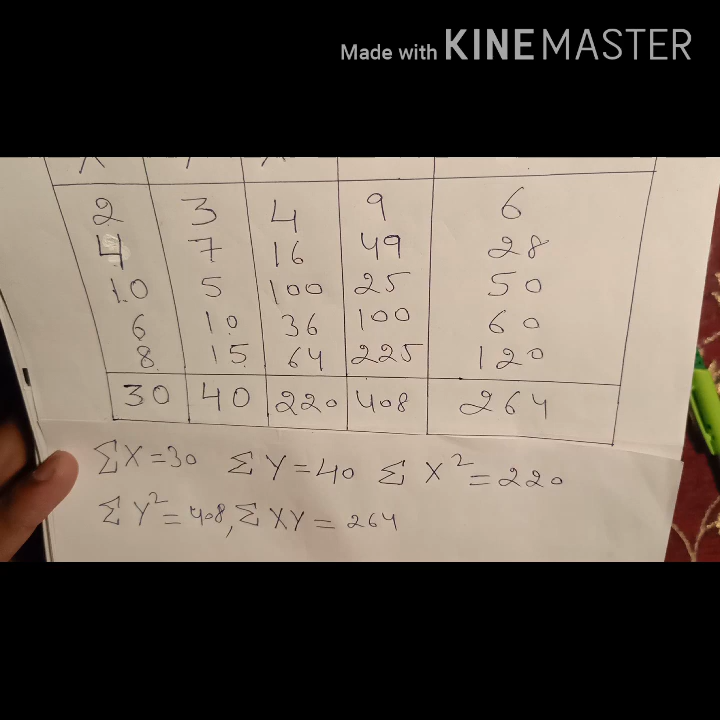 Made with KINEMASTER
2 3 4 9 6
4 7 16 49 28
10 5 100 25 50
6 10 36 100 60
8 15 64 225 120
30 40 220 408 264
ΣX=30 ΣY=40 ΣX²=220
ΣY²=408, ΣXY=264